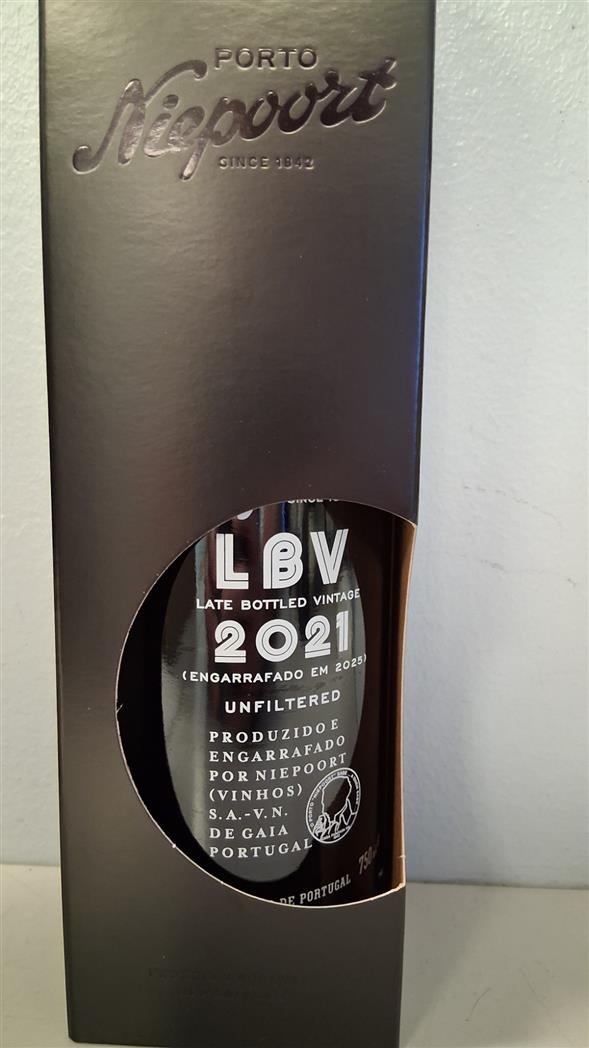 PORTO
Niepoort
SINCE 1842
SINCE
LBV
LATE BOTTLED VINTAGE
2021
(ENGARRAFADO EM 2025)
UNFILTERED
PRODUZIDO E
ENGARRAFADO
POR NIEPOORT
(VINHOS)
S.A.-V.N.
DE GAIA
PORTUGAL
DE PORTUGAL 750